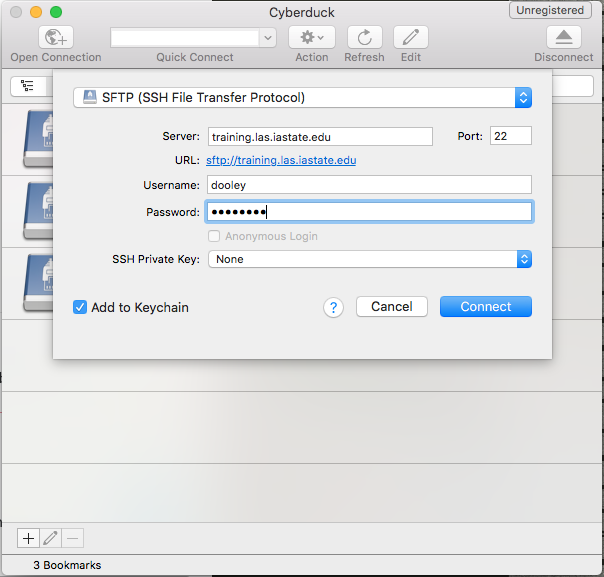 Cyberduck
Unregistered
Open Connection
Quick Connect
Action
Refresh
Edit
Disconnect
SFTP (SSH File Transfer Protocol)
Server: training.las.iastate.edu Port: 22
URL: sftp://training.las.iastate.edu
Username: dooley
Password: ●●●●●●●●
Anonymous Login
SSH Private Key: None
Add to Keychain
? Cancel Connect
3 Bookmarks